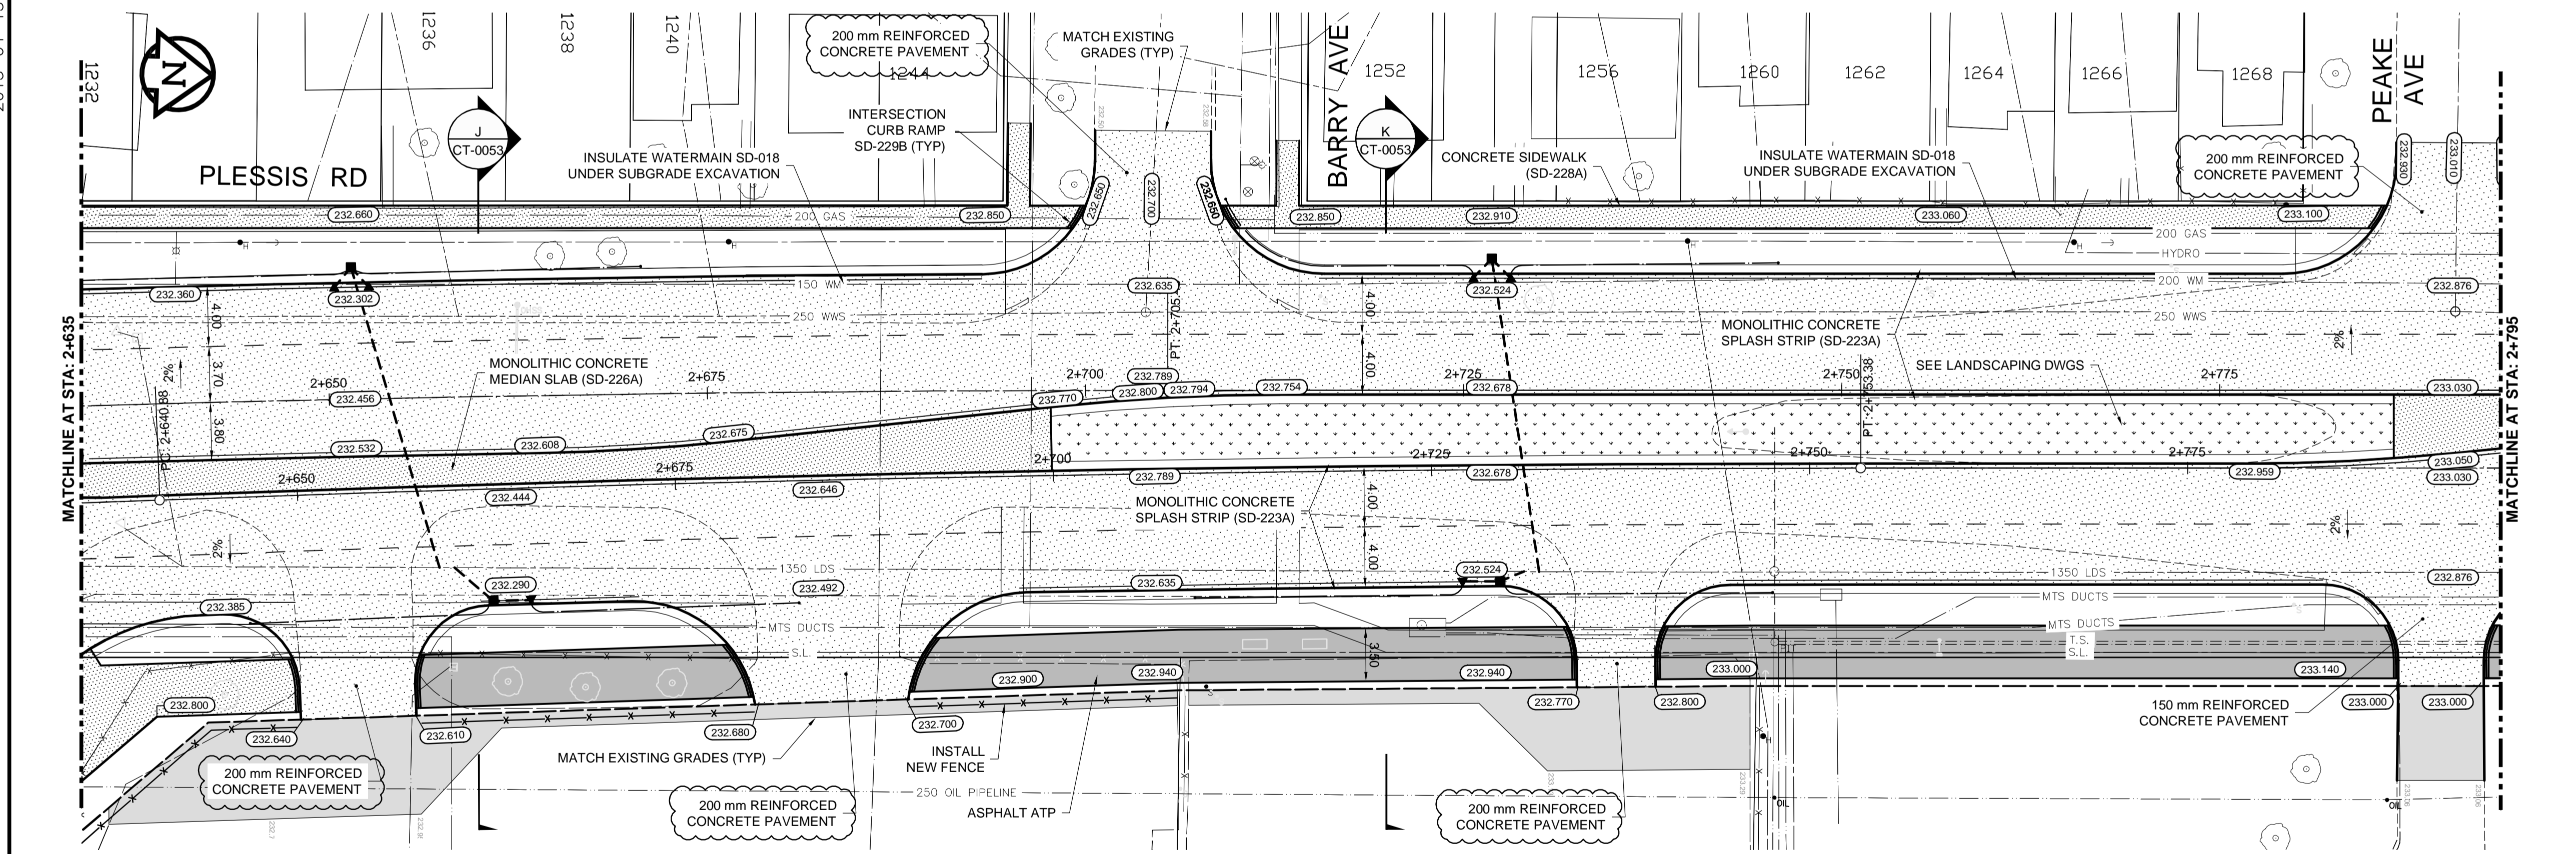 1232
1236
1238
1240
1244
200 mm REINFORCED
CONCRETE PAVEMENT
MATCH EXISTING
GRADES (TYP)
BARRY AVE
1252
1256
1260
1262
1264
1266
1268
PEAKE
AVE
N
J
CT-0053
K
CT-0053
PLESSIS RD
INSULATE WATERMAIN SD-018
UNDER SUBGRADE EXCAVATION
INTERSECTION
CURB RAMP
SD-229B (TYP)
CONCRETE SIDEWALK
(SD-228A)
INSULATE WATERMAIN SD-018
UNDER SUBGRADE EXCAVATION
200 mm REINFORCED
CONCRETE PAVEMENT
232.930
233.010
232.660
200 GAS
232.850
232.650
232.700
232.650
232.850
232.910
233.060
233.100
200 GAS
HYDRO
H
H
H
H
232.360
232.302
150 WM
232.635
232.524
200 WM
232.876
250 WWS
250 WWS
4.00
3.70
3.80
2%
4.00
4.00
2%
MATCHLINE AT STA: 2+635
MATCHLINE AT STA: 2+795
PC: 2+640.88
PT: 2+705.
PT: 2+753.38
MONOLITHIC CONCRETE
MEDIAN SLAB (SD-226A)
MONOLITHIC CONCRETE
SPLASH STRIP (SD-223A)
SEE LANDSCAPING DWGS
2+650
2+675
2+700
2+725
2+750
2+775
232.456
232.789
232.770
232.800
232.794
232.754
232.678
233.030
232.532
232.608
232.675
2+650
2+675
2+700
2+725
2+750
2+775
232.444
232.646
232.789
232.678
232.959
233.050
233.030
MONOLITHIC CONCRETE
SPLASH STRIP (SD-223A)
4.00
4.00
2%
2%
1350 LDS
1350 LDS
232.385
232.290
232.492
232.635
232.524
232.876
MTS DUCTS
MTS DUCTS
MTS DUCTS
S.L.
T.S.
S.L.
3.50
232.800
232.640
232.610
232.680
232.700
232.900
232.940
232.940
232.770
232.800
233.000
233.140
233.000
233.000
150 mm REINFORCED
CONCRETE PAVEMENT
MATCH EXISTING GRADES (TYP)
INSTALL
NEW FENCE
ASPHALT ATP
250 OIL PIPELINE
200 mm REINFORCED
CONCRETE PAVEMENT
200 mm REINFORCED
CONCRETE PAVEMENT
200 mm REINFORCED
CONCRETE PAVEMENT
H
OIL
OIL